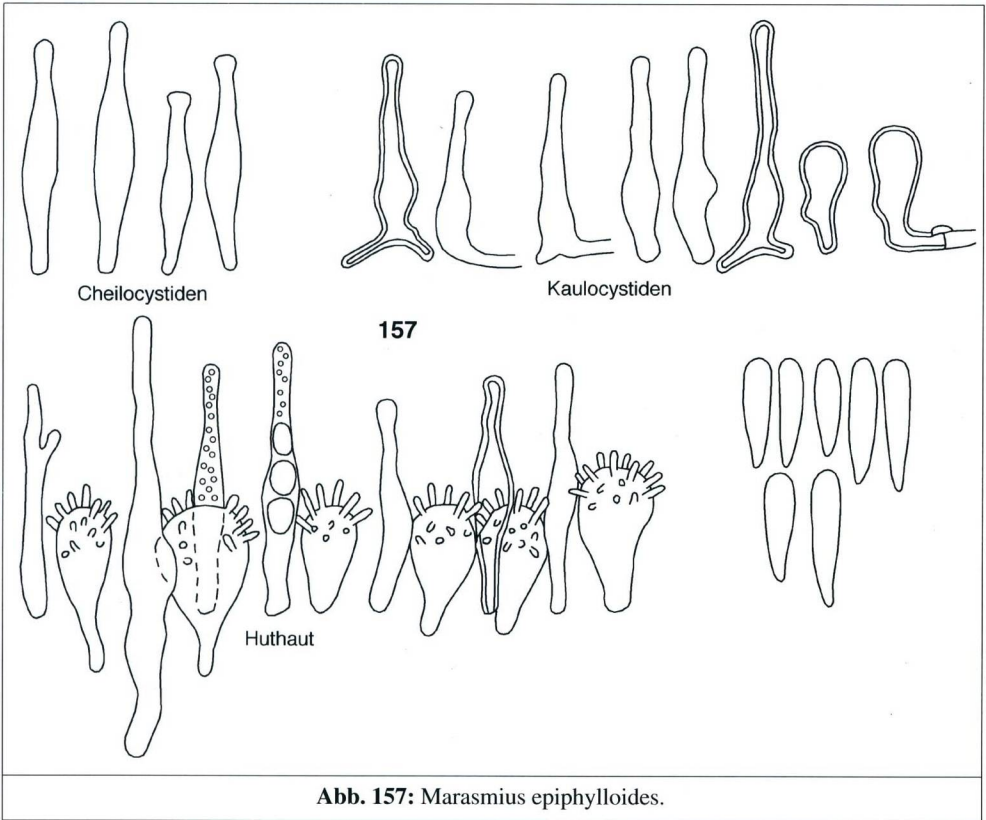 Cheilocystiden
Kaulocystiden
157
Huthaut
Abb. 157: Marasmius epiphylloides.